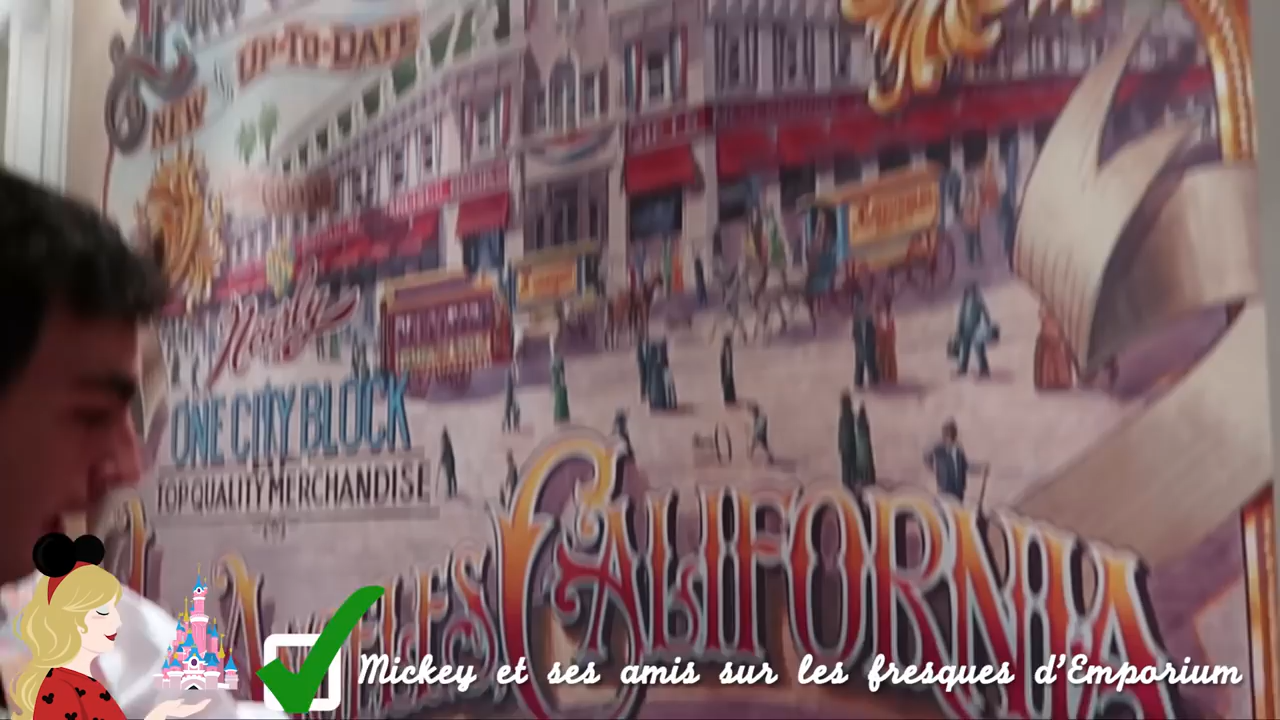 UP-TO-DATE
& NEW
Nearly
ONE CITY BLOCK
TOP QUALITY MERCHANDISE
ANGELES CALIFORNIA
Mickey et ses amis sur les fresques d'Emporium